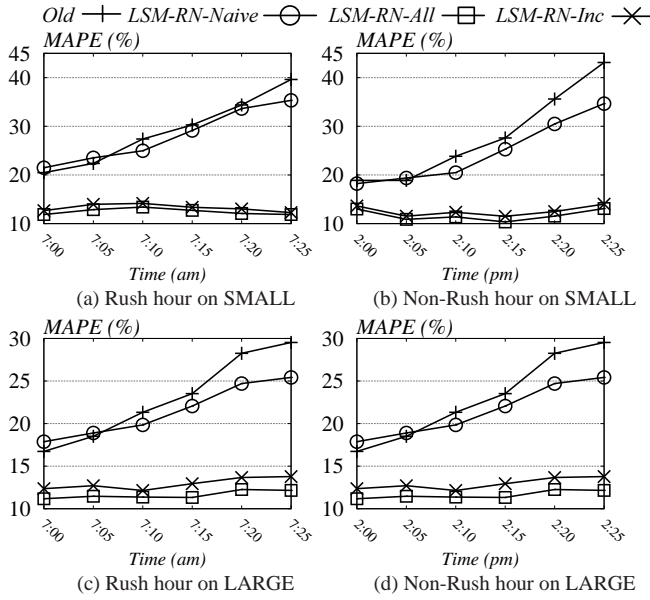 Old LSM-RN-Naive LSM-RN-All LSM-RN-Inc
MAPE (%) MAPE (%)
45 45
40 40
30 30
20 20
10 10
7:00 7:05 7:10 7:15 7:20 7:25 2:00 2:05 2:10 2:15 2:20 2:25
Time (am) Time (pm)
(a) Rush hour on SMALL (b) Non-Rush hour on SMALL
MAPE (%) MAPE (%)
30 30
25 25
20 20
15 15
10 10
7:00 7:05 7:10 7:15 7:20 7:25 2:00 2:05 2:10 2:15 2:20 2:25
Time (am) Time (pm)
(c) Rush hour on LARGE (d) Non-Rush hour on LARGE